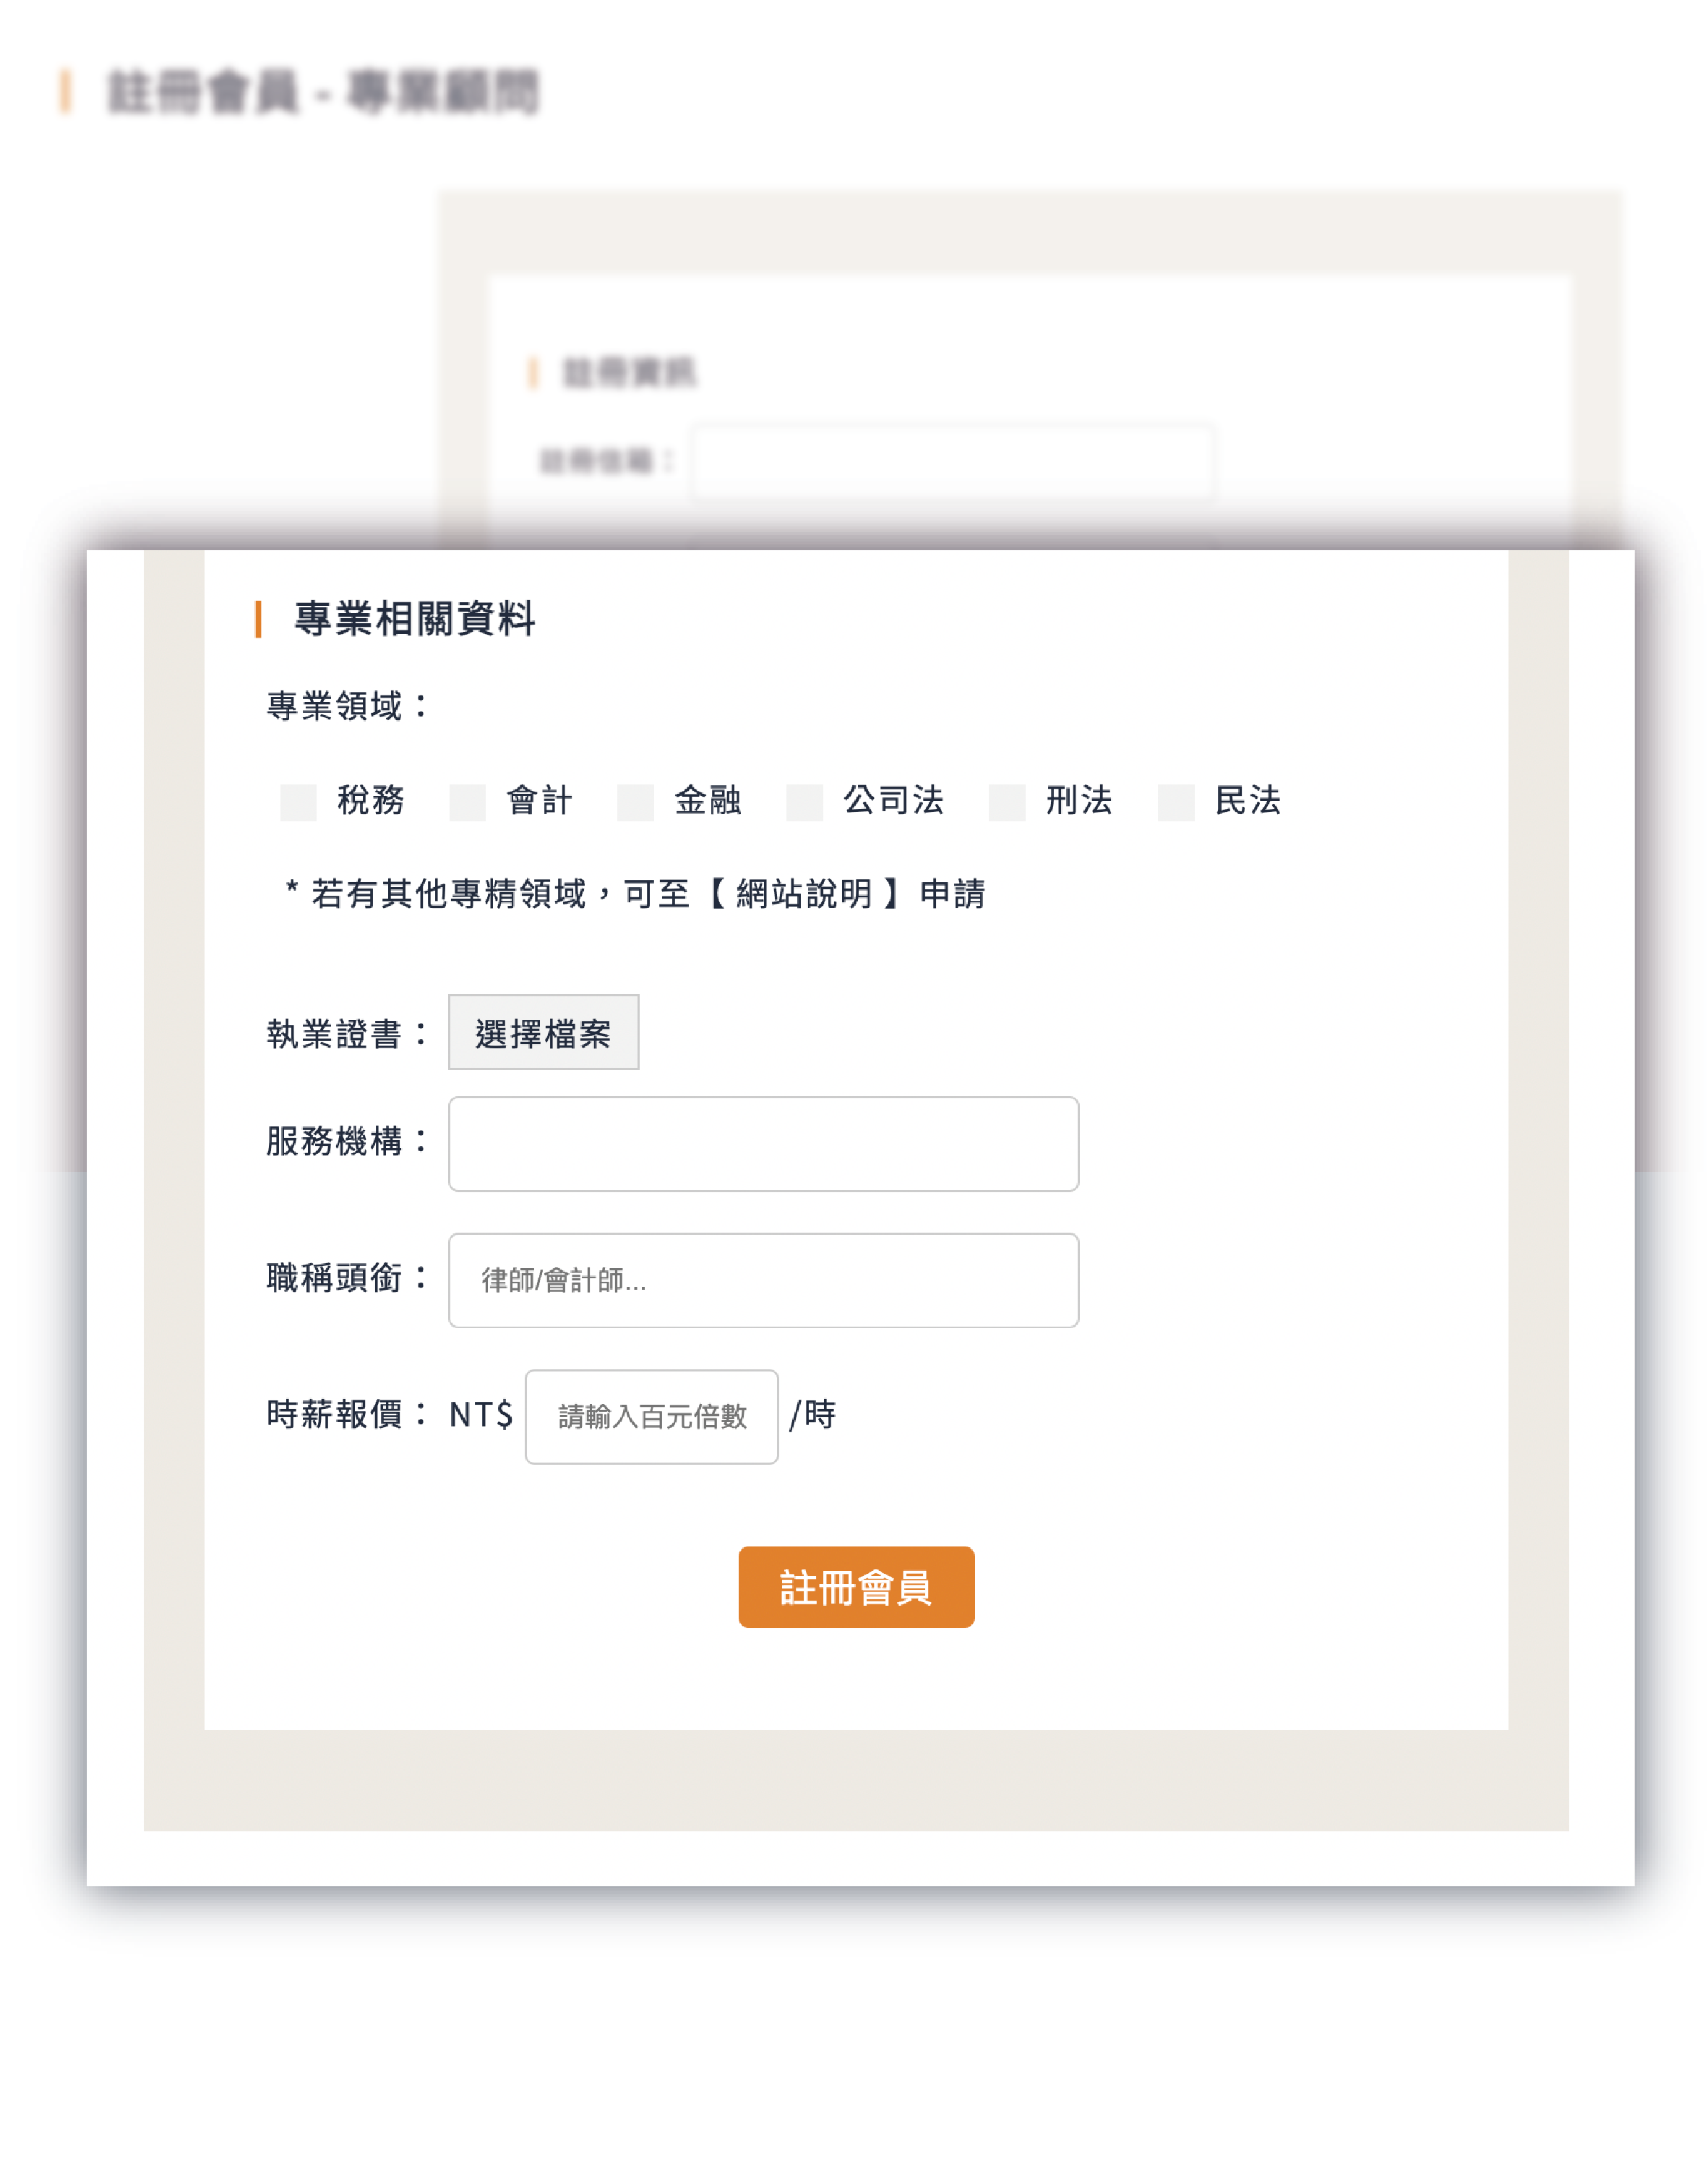 註冊會員 - 專業顧問
註冊資訊
註冊信箱：
專業相關資料
專業領域：
稅務 會計 金融 公司法 刑法 民法
* 若有其他專精領域，可至【 網站說明 】申請
執業證書： 選擇檔案
服務機構：
職稱頭銜： 律師/會計師...
時薪報價： NT$ 請輸入百元倍數 /時
註冊會員